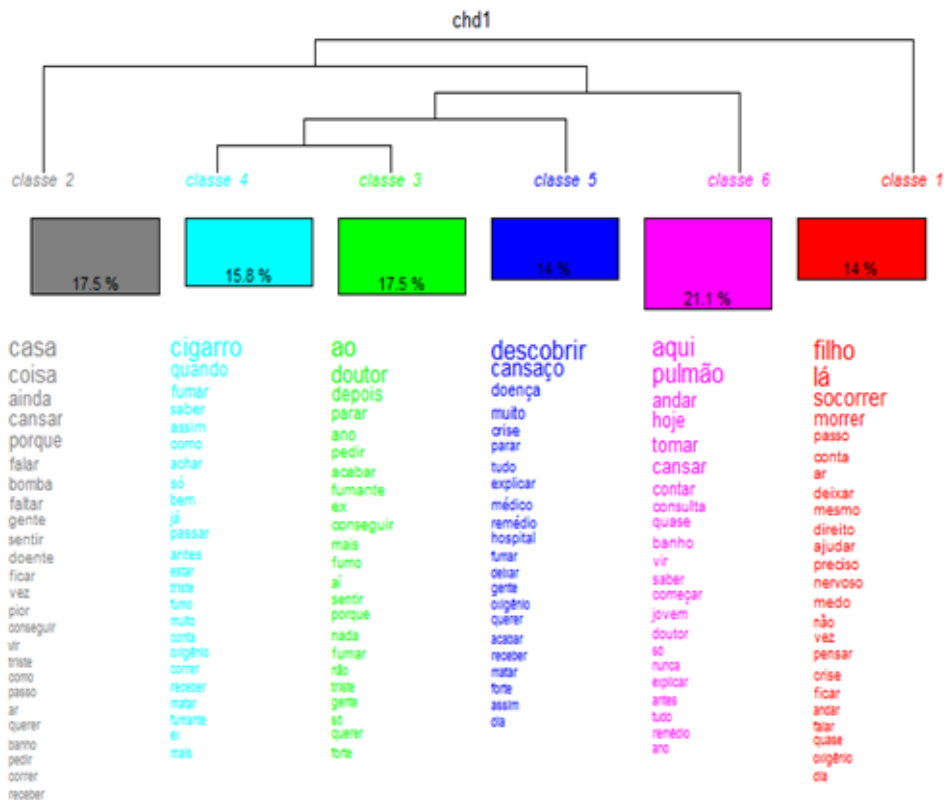 chd1
classe 2
classe 4
classe 3
classe 5
classe 6
classe 1
17.5 %
15.8 %
17.5 %
14 %
21.1 %
14 %
casa
coisa
ainda
cansar
porque
falar
bomba
faltar
gente
sentir
doente
ficar
vez
pior
conseguir
vir
triste
como
passo
ar
querer
banho
pedir
correr
receber
cigarro
quando
fumar
saber
assim
como
achar
só
bem
já
passar
antes
estar
triste
fumo
muito
conta
oxigênio
correr
receber
matar
fumante
ei
mais
ao
doutor
depois
parar
ano
pedir
acabar
fumante
ex
conseguir
mais
fumo
aí
sentir
porque
nada
fumar
não
triste
gente
só
querer
forte
descobrir
cansaço
doença
muito
crise
parar
tudo
explicar
médico
remédio
hospital
fumar
deixar
gente
oxigênio
querer
acabar
receber
matar
forte
assim
dia
aqui
pulmão
andar
hoje
tomar
cansar
contar
consulta
quase
banho
vir
saber
começar
jovem
doutor
só
nunca
explicar
antes
tudo
remédio
ano
filho
lá
socorrer
morrer
passo
conta
ar
deixar
mesmo
direito
ajudar
preciso
nervoso
medo
não
vez
pensar
crise
ficar
andar
falar
quase
oxigênio
dia